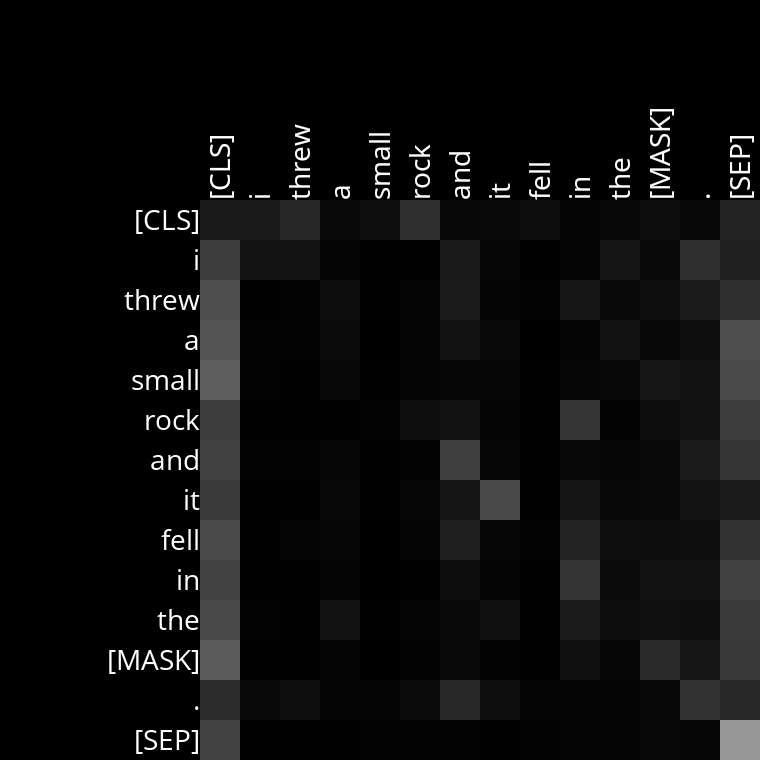 [CLS] i threw a small rock and it fell in the [MASK] . [SEP]
[CLS]
i
threw
a
small
rock
and
it
fell
in
the
[MASK]
.
[SEP]